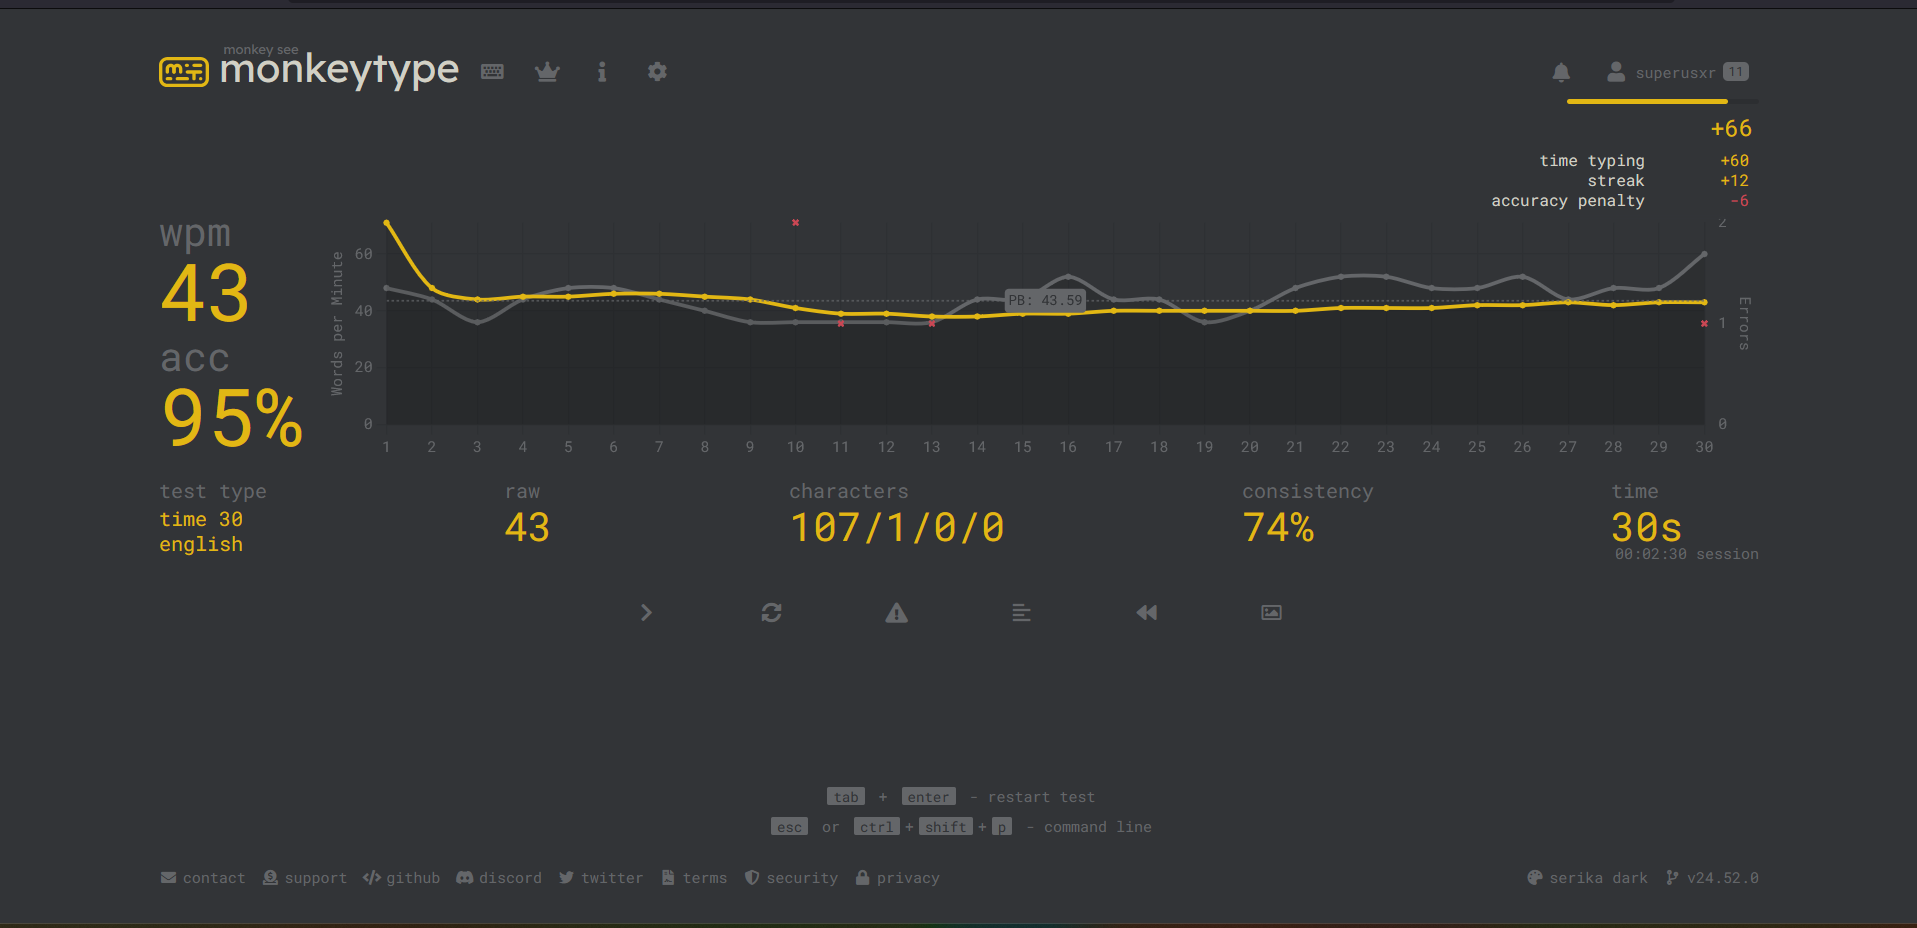 monkey see
monkeytype
superusxr 11
+66
time typing +60
streak +12
accuracy penalty -6
wpm
43
acc
95%
Words per Minute
60
40
20
0
PB: 43.59
2
1
0
Errors
1 2 3 4 5 6 7 8 9 10 11 12 13 14 15 16 17 18 19 20 21 22 23 24 25 26 27 28 29 30
test type
time 30
english
raw
43
characters
107/1/0/0
consistency
74%
time
30s
00:02:30 session
tab + enter - restart test
esc or ctrl + shift + p - command line
contact support github discord twitter terms security privacy serika dark v24.52.0